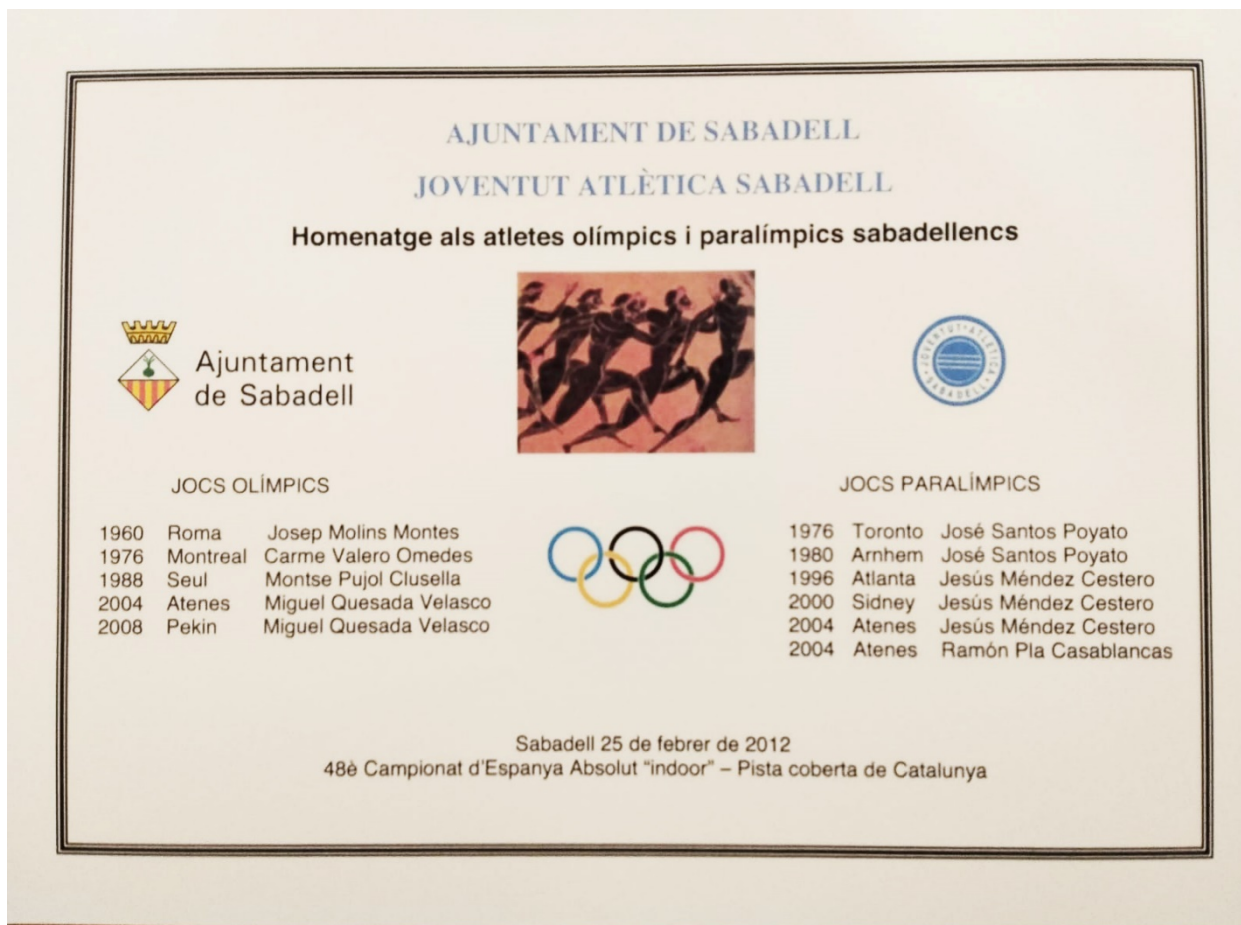 AJUNTAMENT DE SABADELL
JOVENTUT ATLÈTICA SABADELL
Homenatge als atletes olímpics i paralímpics sabadellencs
Ajuntament
de Sabadell
JOVENTUT·ATLETICA
SABADELL
JOCS OLÍMPICS
1960 Roma Josep Molins Montes
1976 Montreal Carme Valero Omedes
1988 Seul Montse Pujol Clusella
2004 Atenes Miguel Quesada Velasco
2008 Pekin Miguel Quesada Velasco
JOCS PARALÍMPICS
1976 Toronto José Santos Poyato
1980 Arnhem José Santos Poyato
1996 Atlanta Jesús Méndez Cestero
2000 Sidney Jesús Méndez Cestero
2004 Atenes Jesús Méndez Cestero
2004 Atenes Ramón Pla Casablancas
Sabadell 25 de febrer de 2012
48è Campionat d'Espanya Absolut "indoor" – Pista coberta de Catalunya